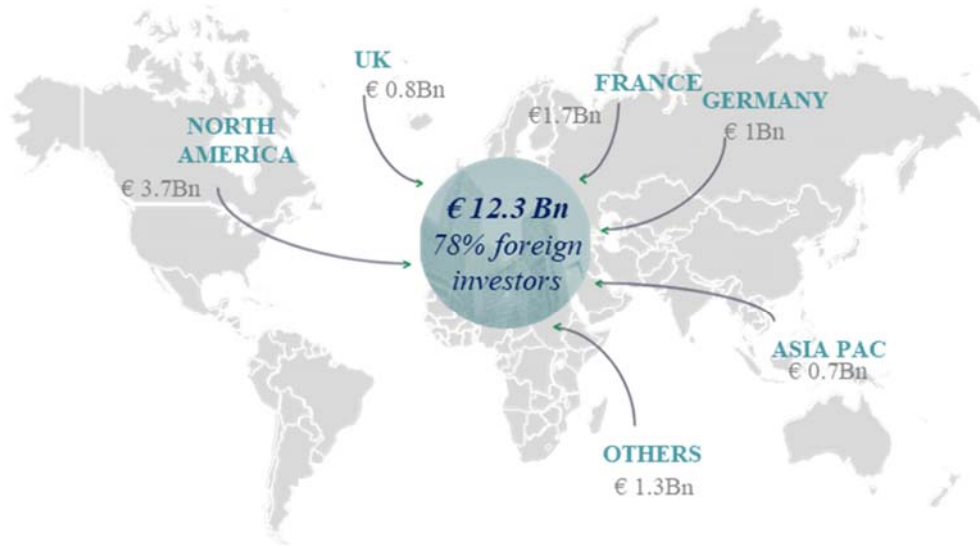 UK
€ 0.8Bn
FRANCE
€1.7Bn
GERMANY
€ 1Bn
NORTH
AMERICA
€ 3.7Bn
€ 12.3 Bn
78% foreign
investors
ASIA PAC
€ 0.7Bn
OTHERS
€ 1.3Bn